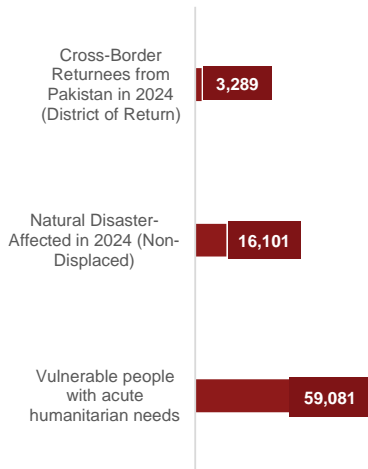 Cross-Border
Returnees from
Pakistan in 2024
(District of Return)
3,289
Natural Disaster-
Affected in 2024 (Non-
Displaced)
16,101
Vulnerable people
with acute
humanitarian needs
59,081